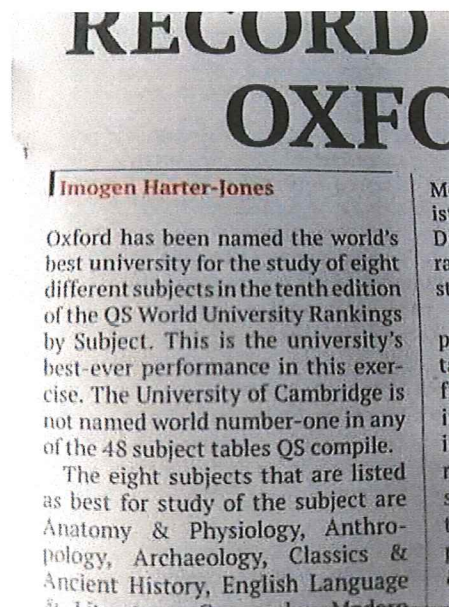 RECORD
OXFO
Imogen Harter-Jones
Oxford has been named the world's
best university for the study of eight
different subjects in the tenth edition
of the QS World University Rankings
by Subject. This is the university's
best-ever performance in this exer-
cise. The University of Cambridge is
not named world number-one in any
of the 48 subject tables QS compile.
The eight subjects that are listed
as best for study of the subject are
Anatomy & Physiology, Anthro-
pology, Archaeology, Classics &
Ancient History, English Language